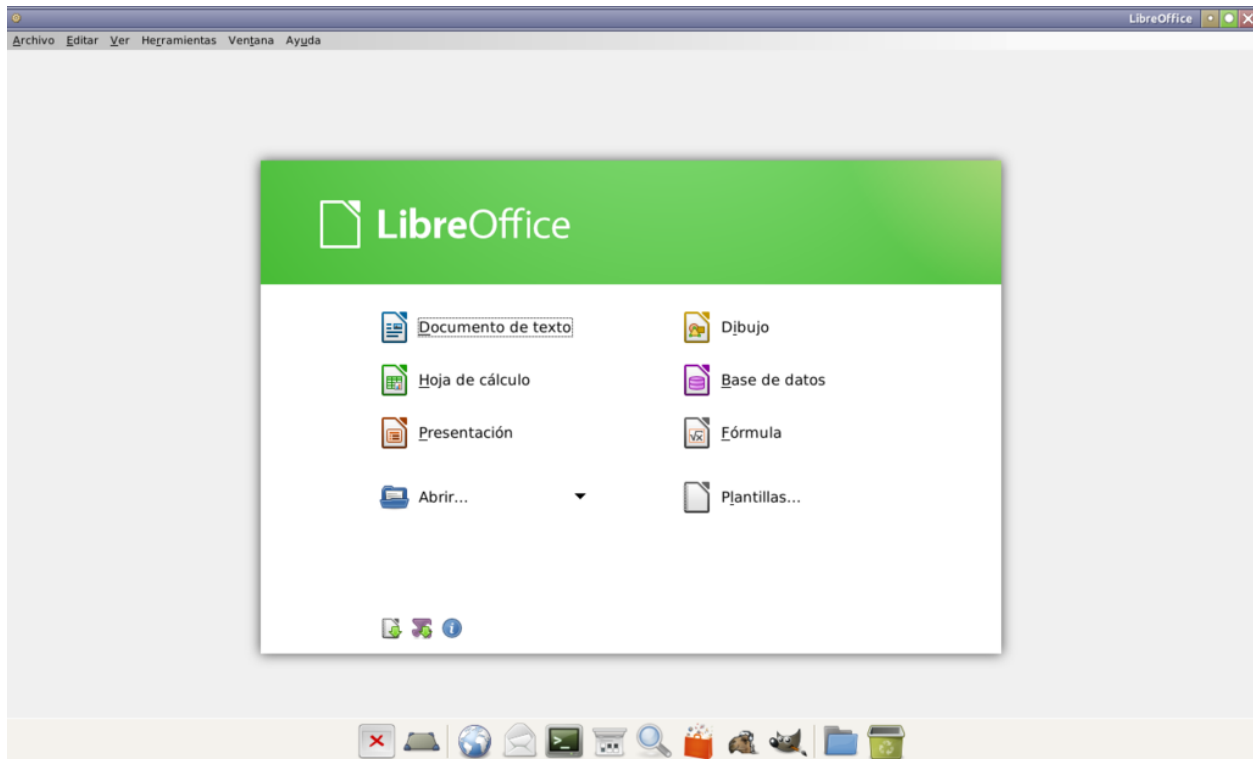 LibreOffice
Archivo Editar Ver Herramientas Ventana Ayuda
LibreOffice
Documento de texto
Dibujo
Hoja de cálculo
Base de datos
Presentación
Fórmula
Abrir...
Plantillas...